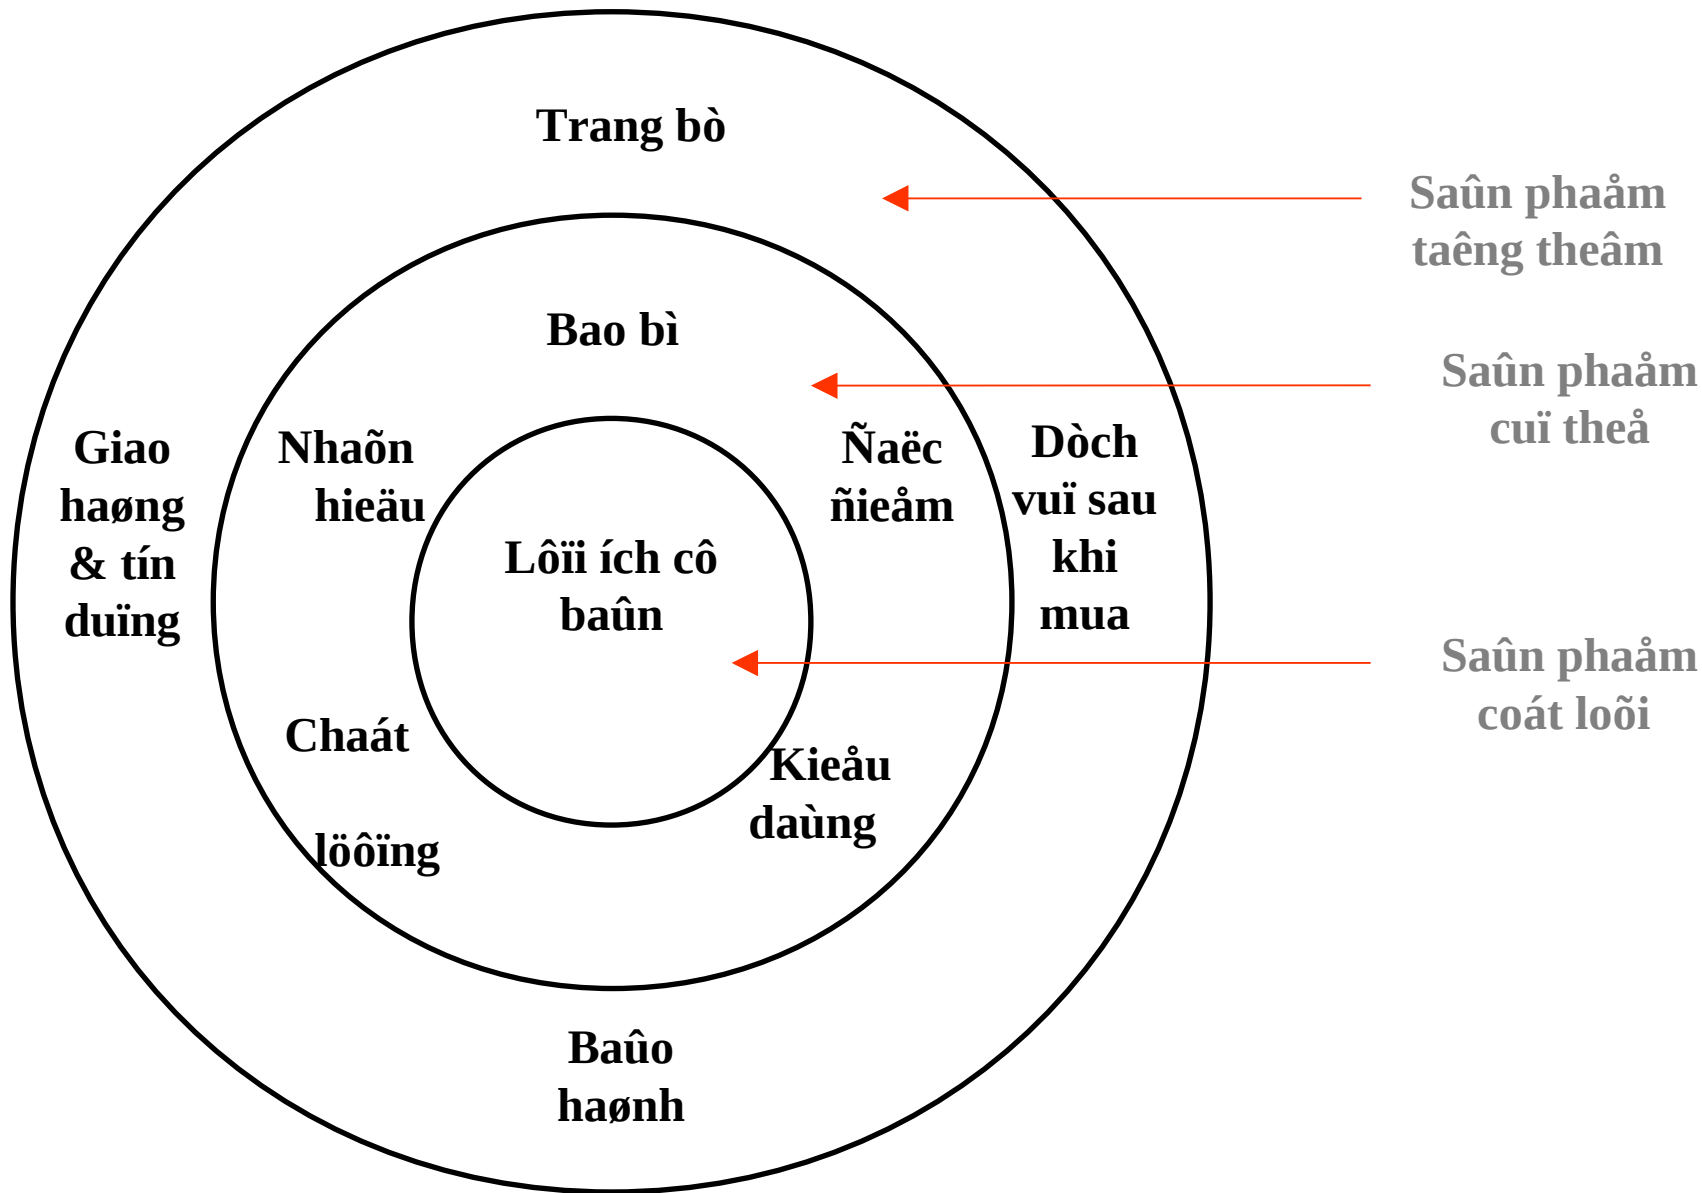 Trang bò
Saûn phaåm
taêng theâm
Bao bì
Saûn phaåm
cuï theå
Giao
haøng
& tín
duïng
Nhaõn
hieäu
Ñaëc
ñieåm
Dòch
vuï sau
khi
mua
Lôïi ích cô
baûn
Saûn phaåm
coát loõi
Chaát
löôïng
Kieåu
daùng
Baûo
haønh